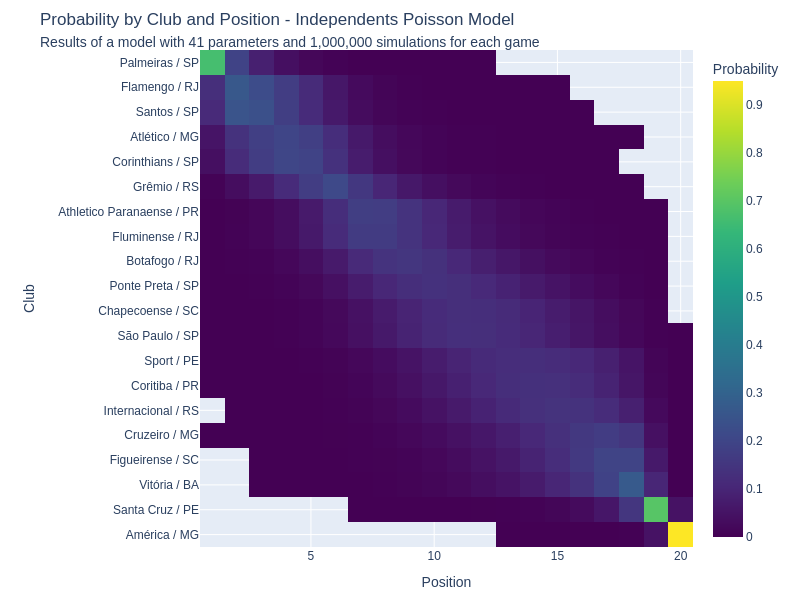 Probability by Club and Position - Independents Poisson Model
Results of a model with 41 parameters and 1,000,000 simulations for each game
Probability
Palmeiras / SP
Flamengo / RJ
Santos / SP
Atlético / MG
Corinthians / SP
Grêmio / RS
Athletico Paranaense / PR
Fluminense / RJ
Botafogo / RJ
Ponte Preta / SP
Chapecoense / SC
São Paulo / SP
Sport / PE
Coritiba / PR
Internacional / RS
Cruzeiro / MG
Figueirense / SC
Vitória / BA
Santa Cruz / PE
América / MG
Club
5
10
15
20
Position
0.9
0.8
0.7
0.6
0.5
0.4
0.3
0.2
0.1
0